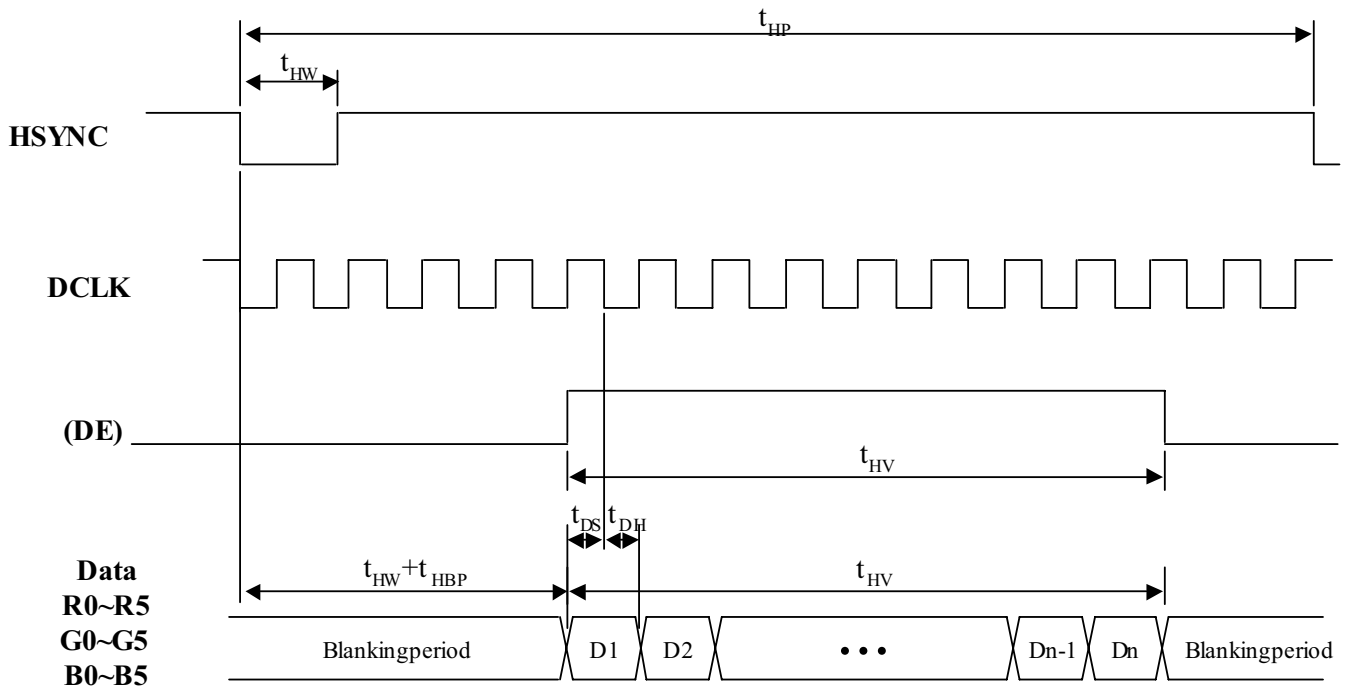 tHP
tHW
HSYNC
DCLK
(DE)
tHV
tDS tDH
tHW+tHBP
tHV
Data
R0~R5
G0~G5
B0~B5
Blankingperiod D1 D2 ••• Dn-1 Dn Blankingperiod